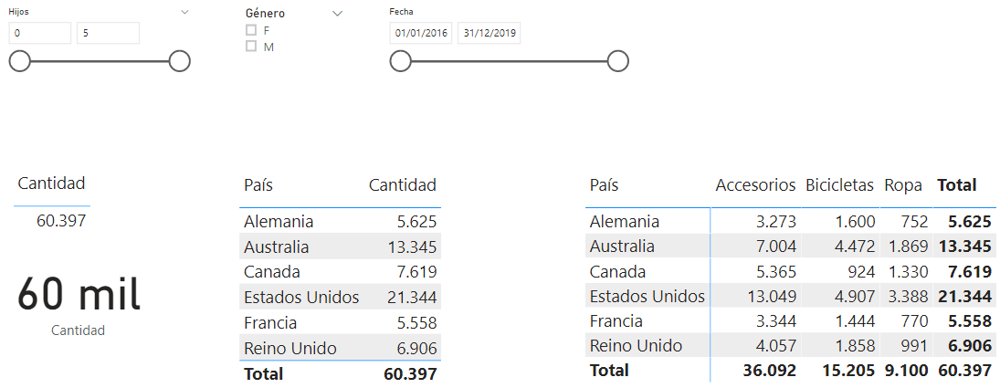 Hijos
0 5
Género
F
M
Fecha
01/01/2016 31/12/2019
Cantidad
60.397
60 mil
Cantidad
País Cantidad
Alemania 5.625
Australia 13.345
Canada 7.619
Estados Unidos 21.344
Francia 5.558
Reino Unido 6.906
Total 60.397
País Accesorios Bicicletas Ropa Total
Alemania 3.273 1.600 752 5.625
Australia 7.004 4.472 1.869 13.345
Canada 5.365 924 1.330 7.619
Estados Unidos 13.049 4.907 3.388 21.344
Francia 3.344 1.444 770 5.558
Reino Unido 4.057 1.858 991 6.906
Total 36.092 15.205 9.100 60.397